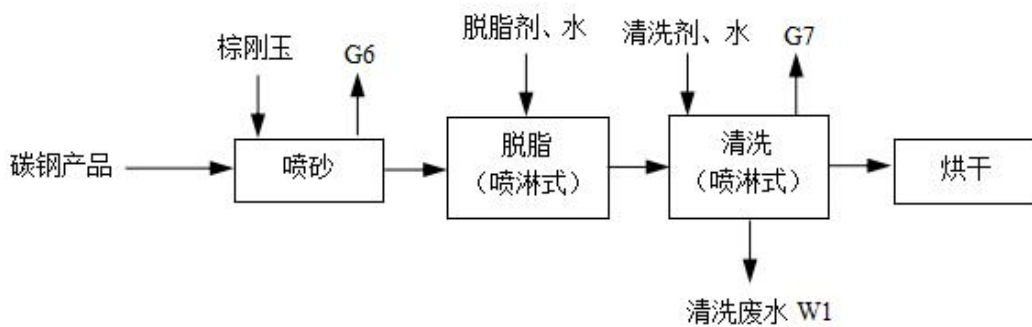 脱脂剂、水
清洗剂、水
G7
棕刚玉
G6
碳钢产品
喷砂
脱脂
（喷淋式）
清洗
（喷淋式）
烘干
清洗废水 W1